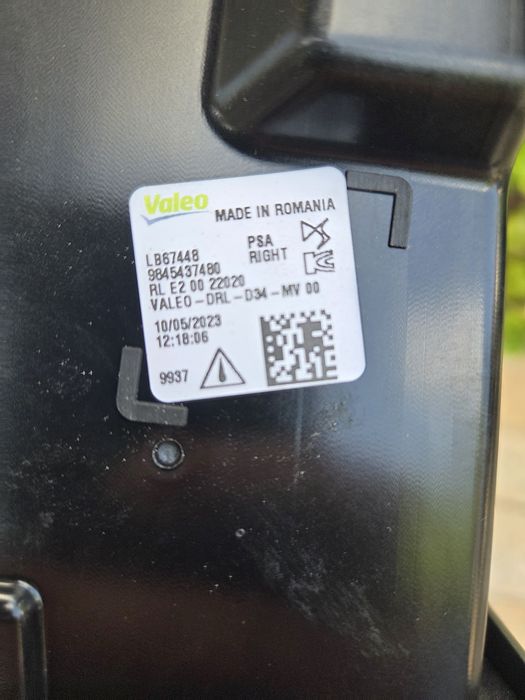 Valeo MADE IN ROMANIA
LB67448 PSA
9845437480 RIGHT
RL E2 00 22020
VALEO-DRL-D34-MV 00
10/05/2023
12:18:06
9937